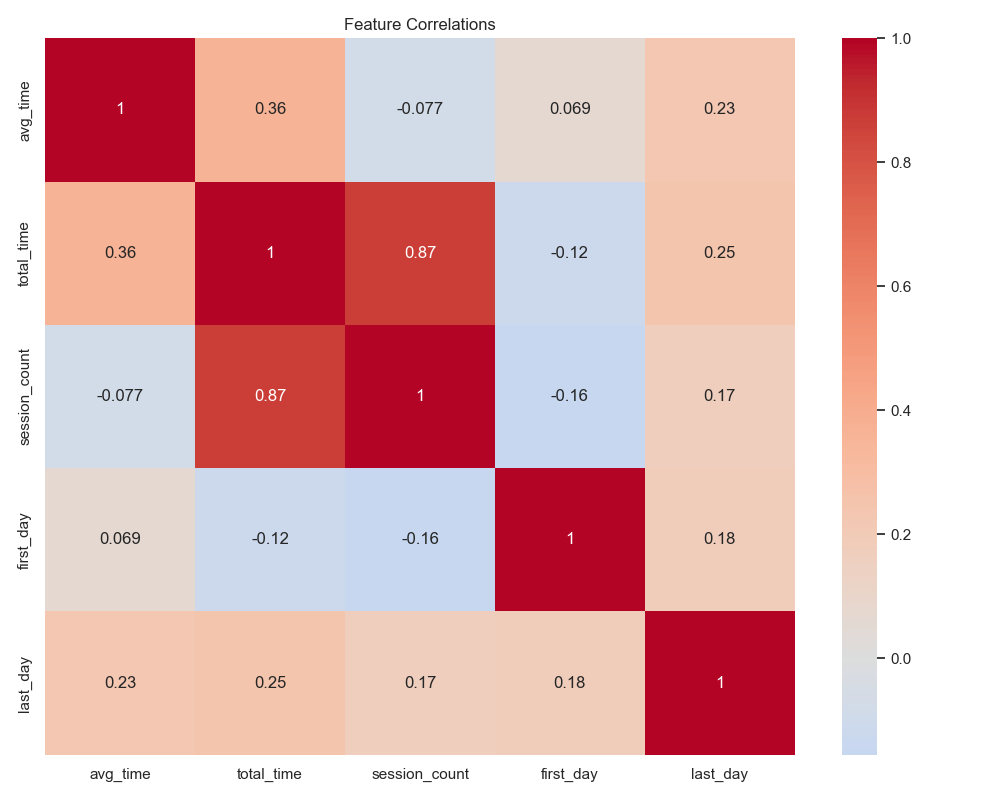 Feature Correlations
avg_time 1 0.36 -0.077 0.069 0.23
total_time 0.36 1 0.87 -0.12 0.25
session_count -0.077 0.87 1 -0.16 0.17
first_day 0.069 -0.12 -0.16 1 0.18
last_day 0.23 0.25 0.17 0.18 1
avg_time total_time session_count first_day last_day
1.0
0.8
0.6
0.4
0.2
0.0